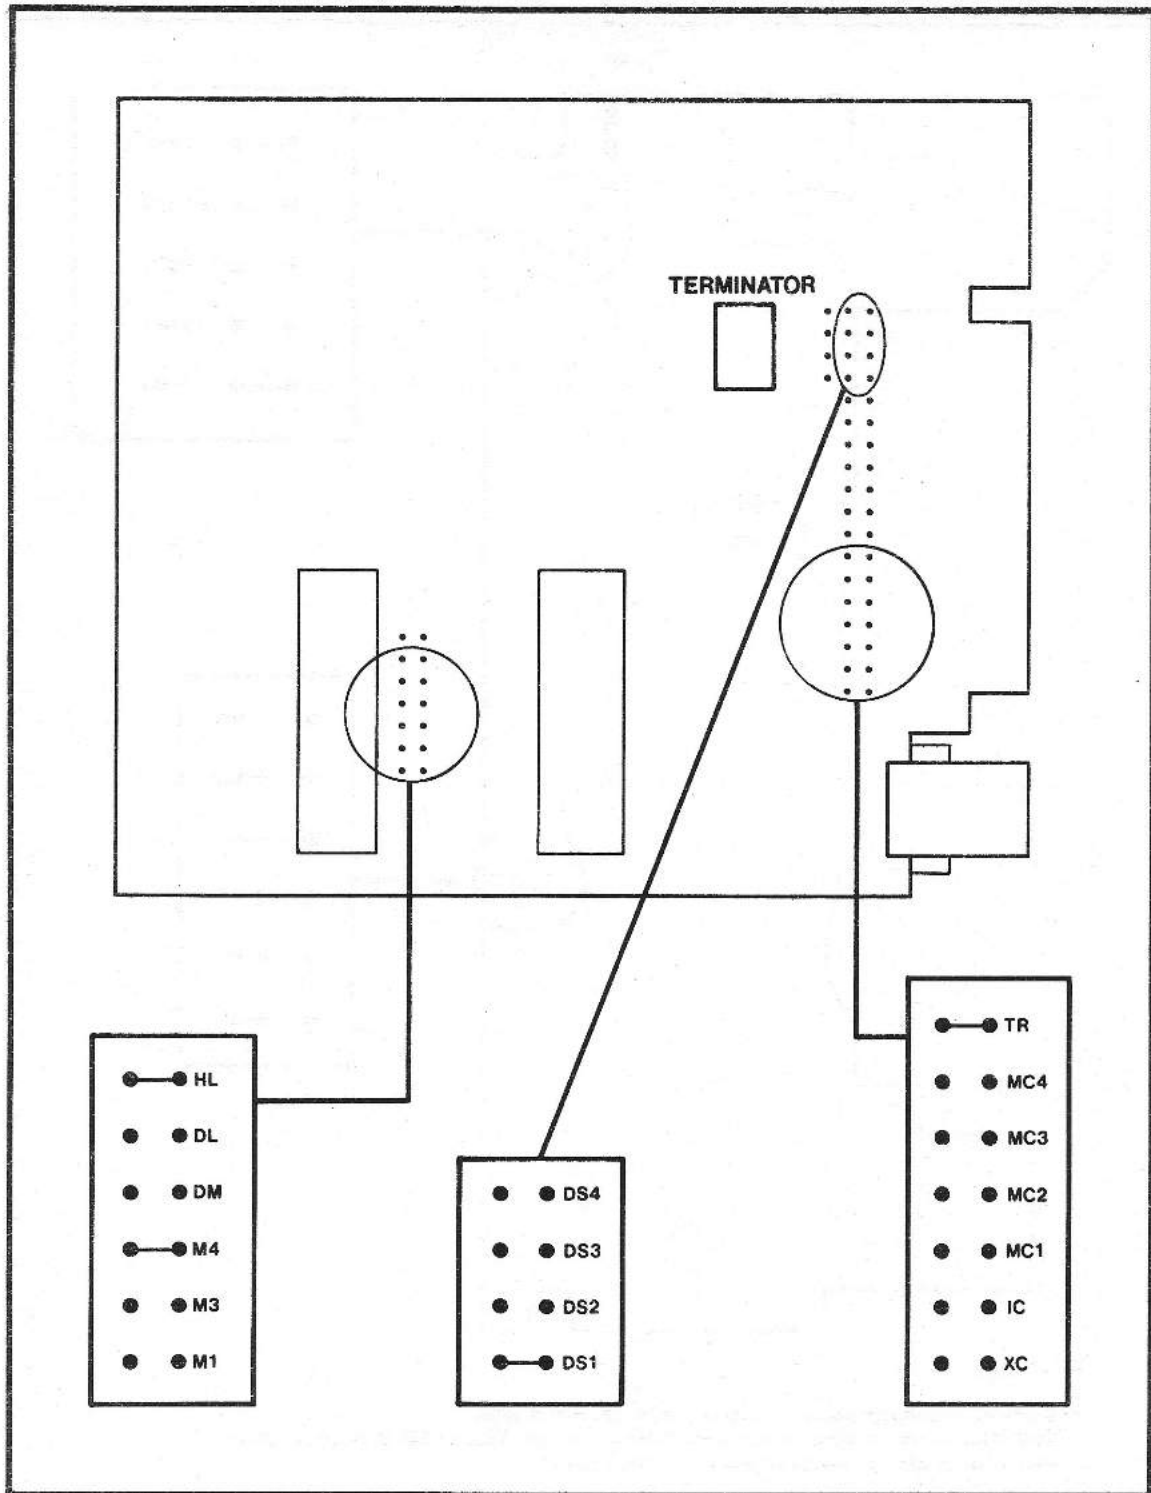 TERMINATOR
HL
DL
DM
M4
M3
M1
DS4
DS3
DS2
DS1
TR
MC4
MC3
MC2
MC1
IC
XC